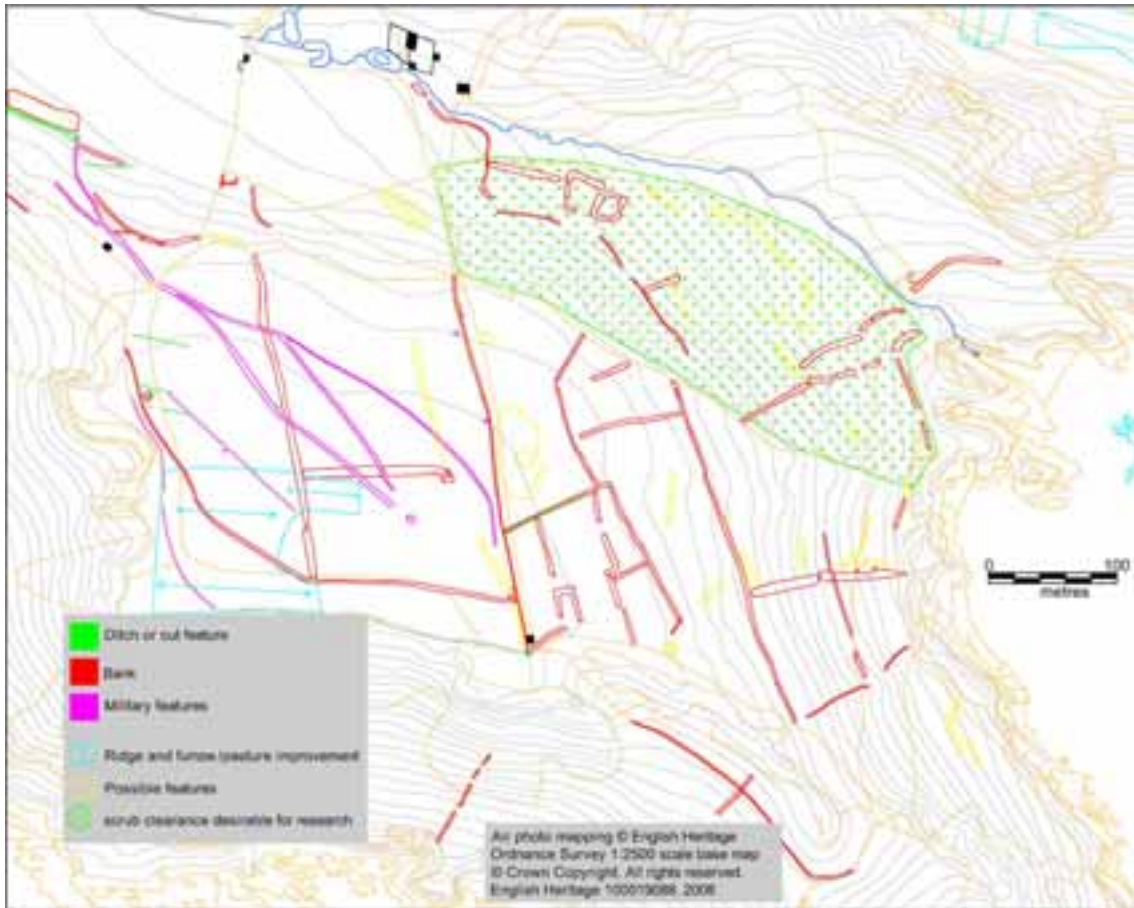 0 100
metres
Ditch or cut feature
Bank
Military features
Ridge and furrow /pasture improvement
Possible features
scrub clearance desirable for research
Air photo mapping © English Heritage
Ordnance Survey 1:2500 scale base map
© Crown Copyright. All rights reserved.
English Heritage 100019088. 2008